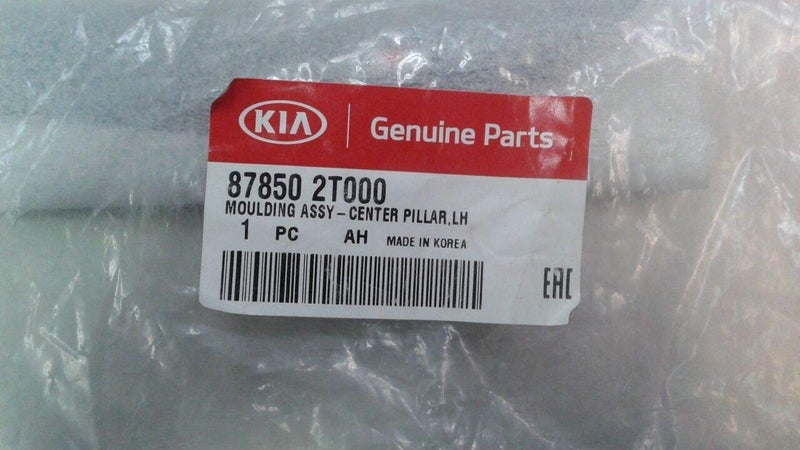 KIA Genuine Parts
87850 2T000
MOULDING ASSY-CENTER PILLAR,LH
1 PC AH MADE IN KOREA
EAC